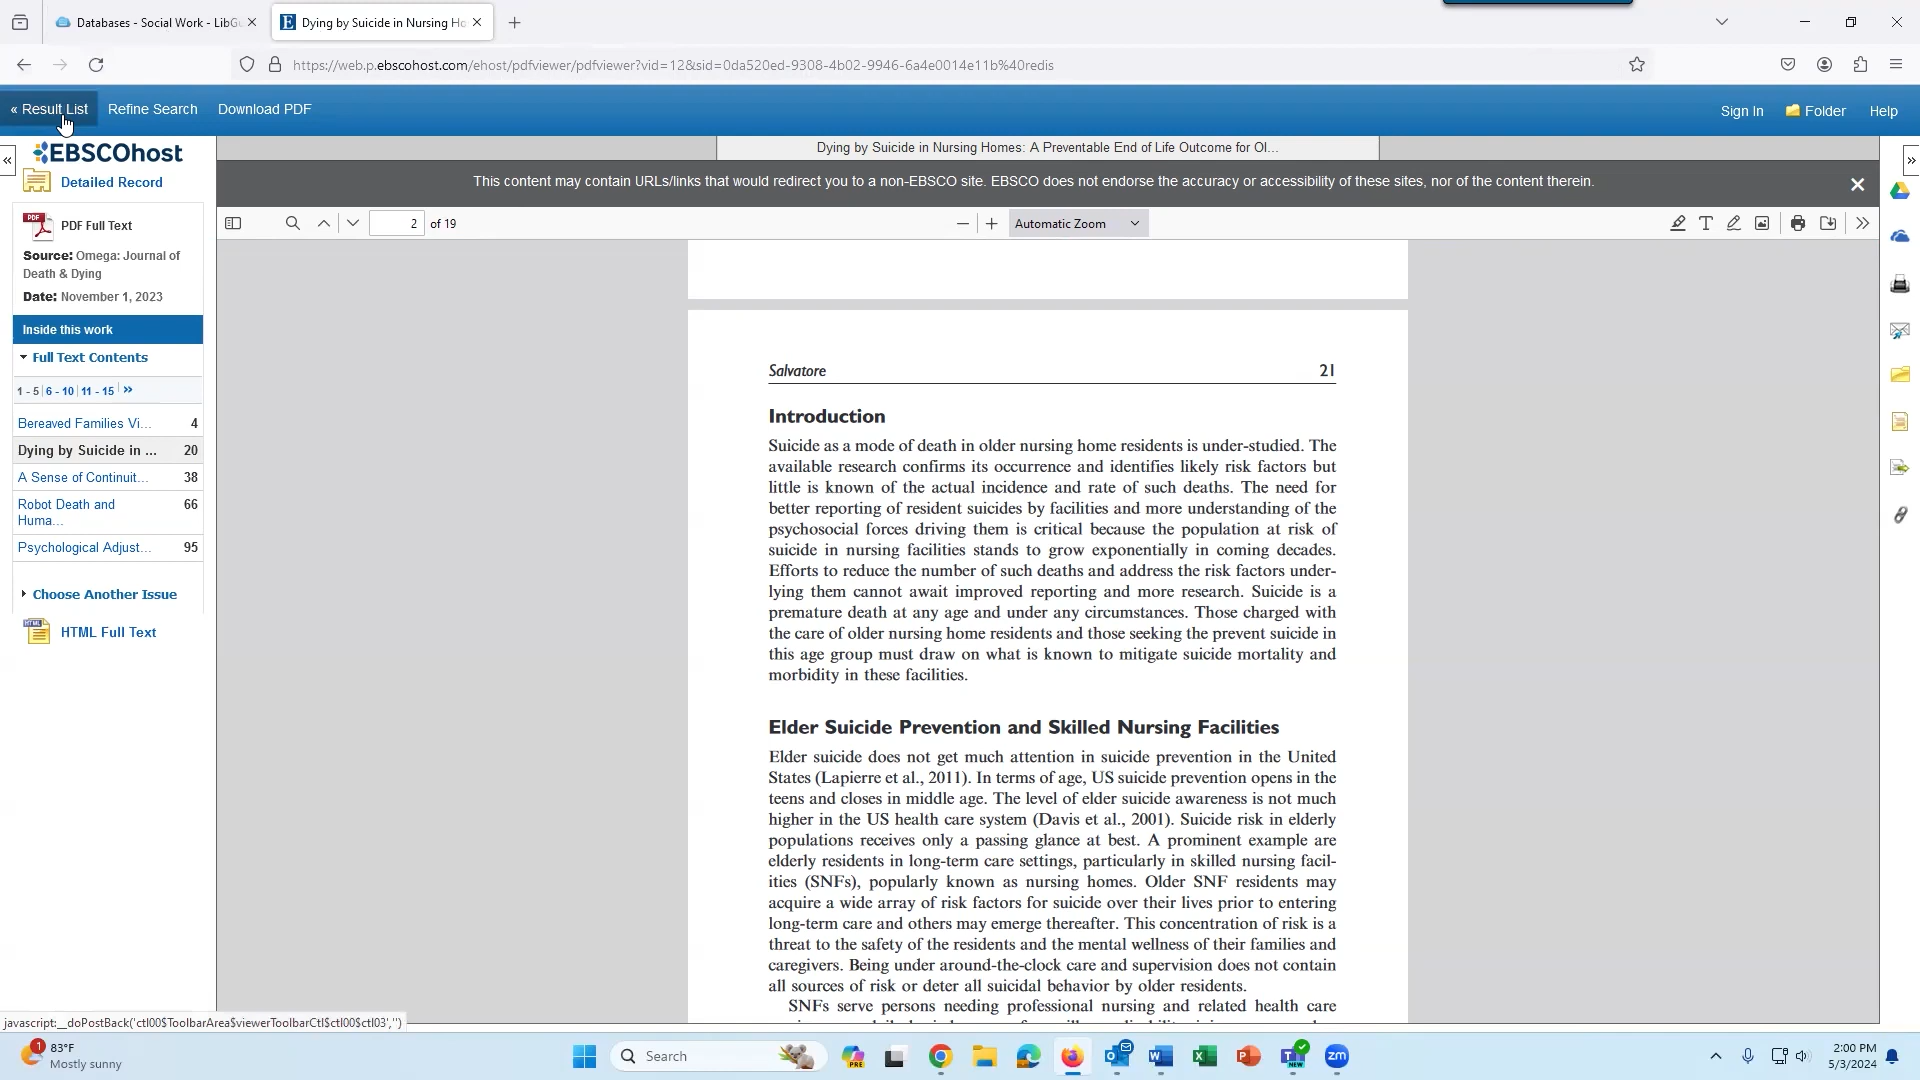 Databases - Social Work - LibGu
Dying by Suicide in Nursing Ho
https://web.p.ebscohost.com/ehost/pdfviewer/pdfviewer?vid=12&sid=0da520ed-9308-4b02-9946-6a4e0014e11b%40redis
« Result List Refine Search Download PDF
Sign In Folder Help
EBSCOhost
Detailed Record
PDF
PDF Full Text
Source: Omega: Journal of
Death & Dying
Date: November 1, 2023
Inside this work
Full Text Contents
1 - 5 | 6 - 10 | 11 - 15 | »
Bereaved Families Vi... 4
Dying by Suicide in ... 20
A Sense of Continuit... 38
Robot Death and
Huma... 66
Psychological Adjust... 95
Choose Another Issue
HTML
HTML Full Text
Dying by Suicide in Nursing Homes: A Preventable End of Life Outcome for Ol...
This content may contain URLs/links that would redirect you to a non-EBSCO site. EBSCO does not endorse the accuracy or accessibility of these sites, nor of the content therein.
2 of 19
Automatic Zoom
Salvatore 21
Introduction
Suicide as a mode of death in older nursing home residents is under-studied. The
available research confirms its occurrence and identifies likely risk factors but
little is known of the actual incidence and rate of such deaths. The need for
better reporting of resident suicides by facilities and more understanding of the
psychosocial forces driving them is critical because the population at risk of
suicide in nursing facilities stands to grow exponentially in coming decades.
Efforts to reduce the number of such deaths and address the risk factors under-
lying them cannot await improved reporting and more research. Suicide is a
premature death at any age and under any circumstances. Those charged with
the care of older nursing home residents and those seeking the prevent suicide in
this age group must draw on what is known to mitigate suicide mortality and
morbidity in these facilities.
Elder Suicide Prevention and Skilled Nursing Facilities
Elder suicide does not get much attention in suicide prevention in the United
States (Lapierre et al., 2011). In terms of age, US suicide prevention opens in the
teens and closes in middle age. The level of elder suicide awareness is not much
higher in the US health care system (Davis et al., 2001). Suicide risk in elderly
populations receives only a passing glance at best. A prominent example are
elderly residents in long-term care settings, particularly in skilled nursing facil-
ities (SNFs), popularly known as nursing homes. Older SNF residents may
acquire a wide array of risk factors for suicide over their lives prior to entering
long-term care and others may emerge thereafter. This concentration of risk is a
threat to the safety of the residents and the mental wellness of their families and
caregivers. Being under around-the-clock care and supervision does not contain
all sources of risk or deter all suicidal behavior by older residents.
SNFs serve persons needing professional nursing and related health care
javascript:__doPostBack('ctl00$ToolbarArea$viewerToolbarCtl$ctl00$ctl03','')
1
83°F
Mostly sunny
Search
PRE
NEW
zm
2:00 PM
5/3/2024